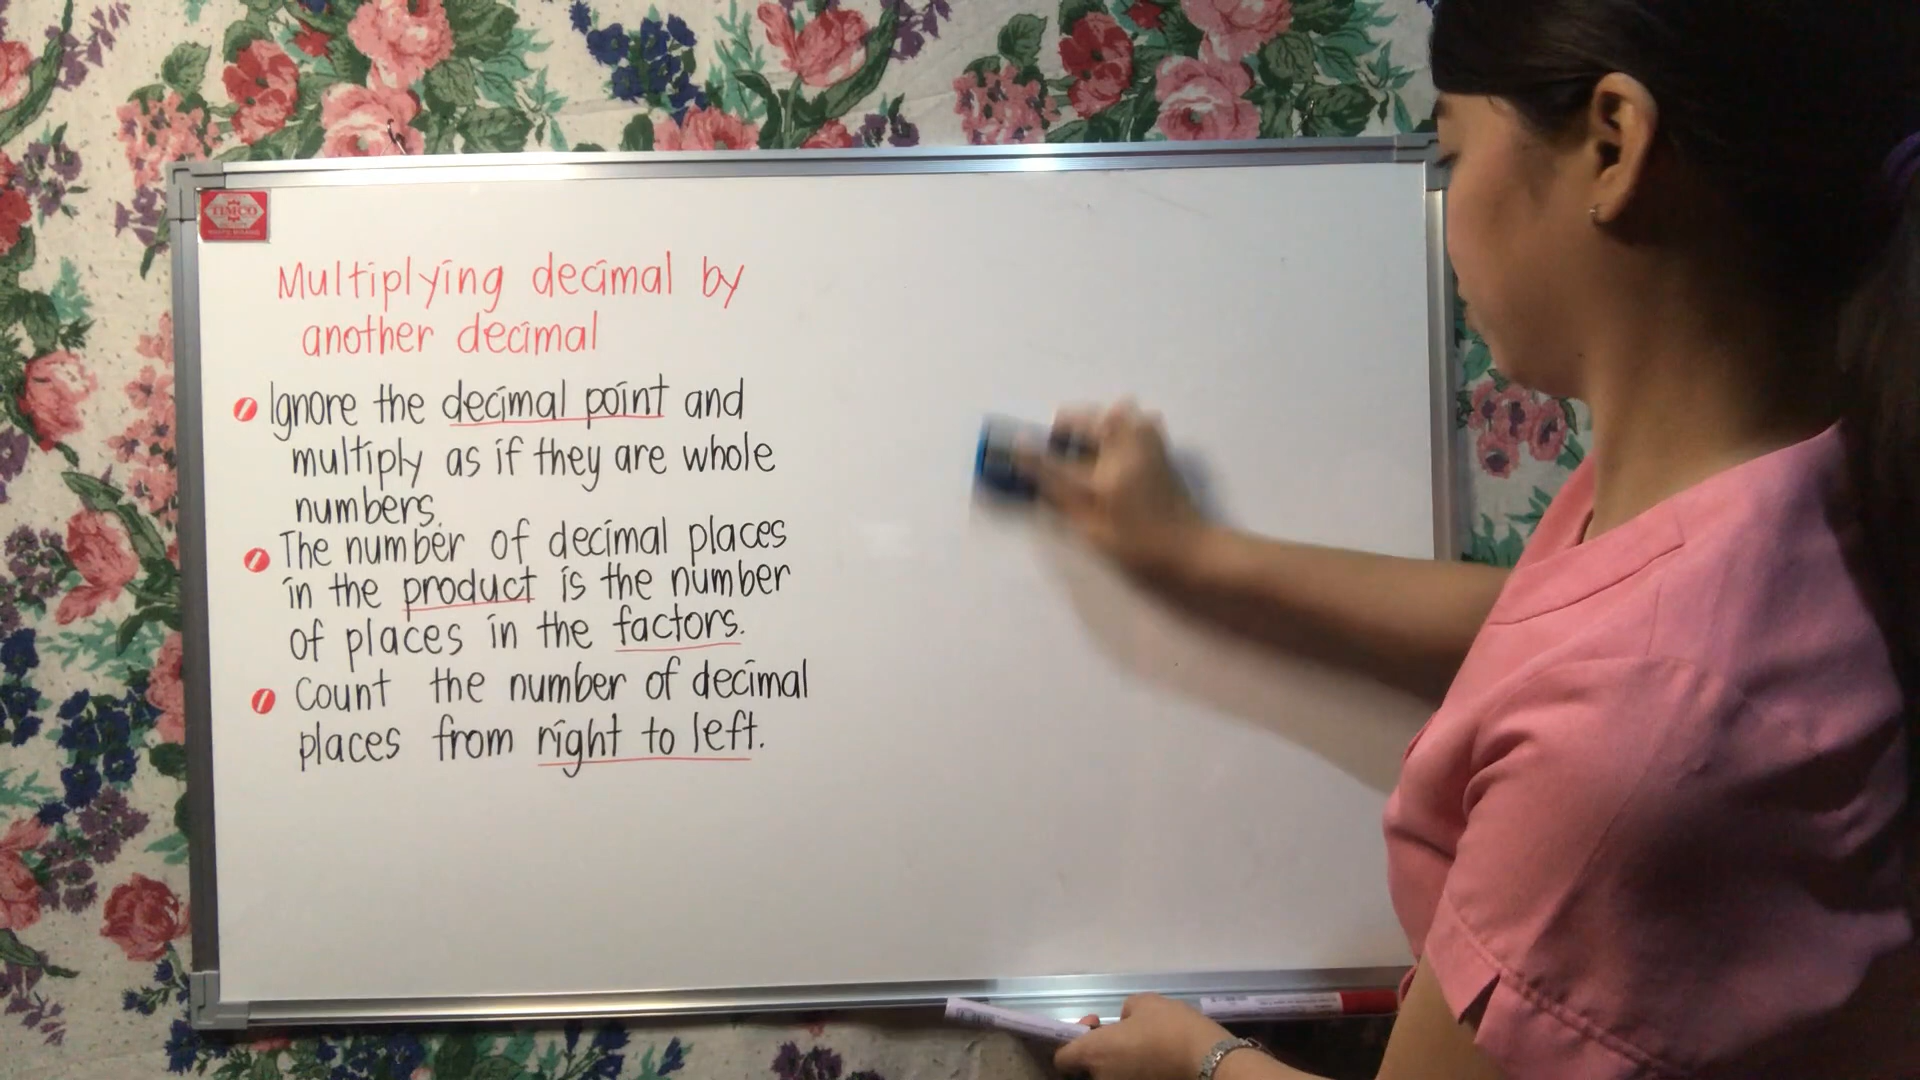 TIMCO
Multiplying decimal by
another decimal
Ignore the decimal point and
multiply as if they are whole
numbers.
The number of decimal places
in the product is the number
of places in the factors.
Count the number of decimal
places from right to left.